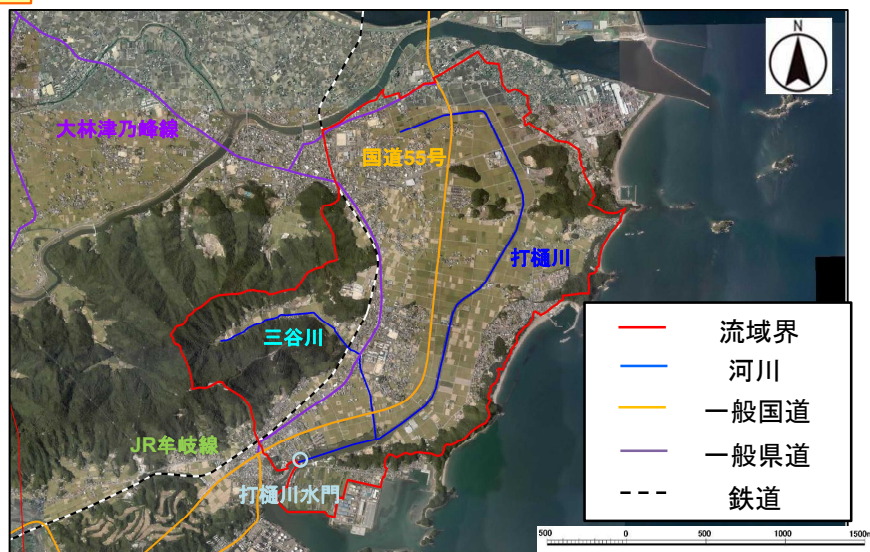 N
大林津乃峰線
国道55号
打樋川
三谷川
JR牟岐線
打樋川水門
流域界
河川
一般国道
一般県道
鉄道
500 0 500 1000 1500m